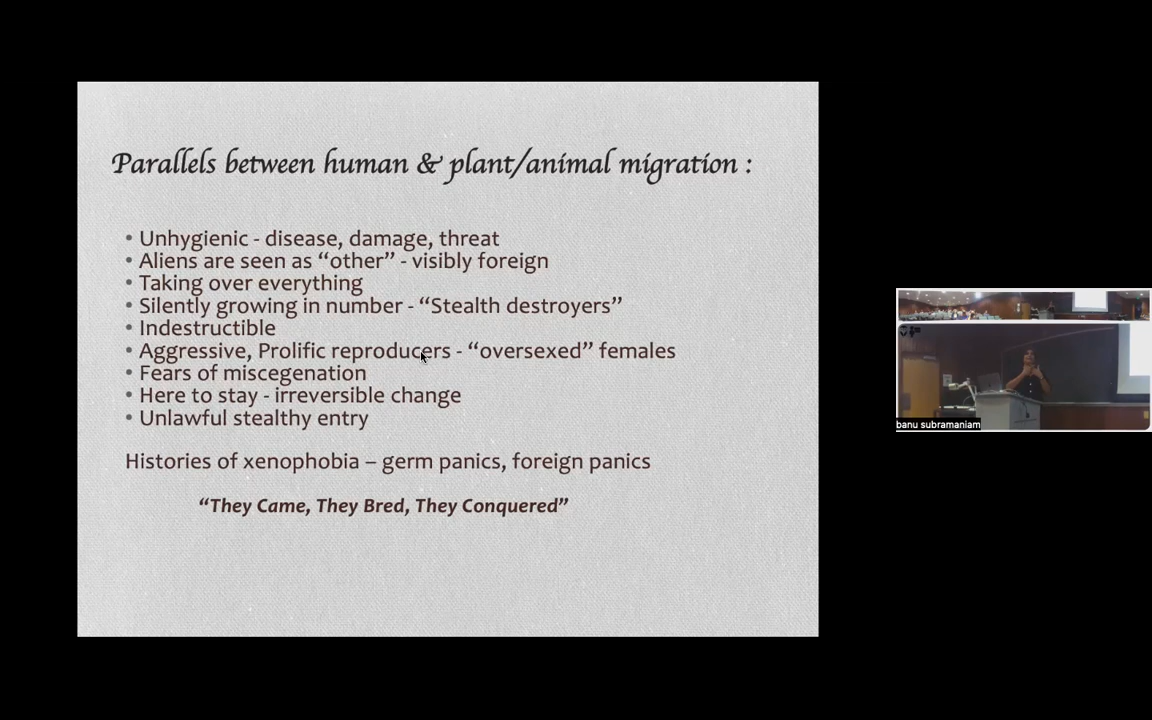 Parallels between human & plant/animal migration :
• Unhygienic - disease, damage, threat
• Aliens are seen as “other” - visibly foreign
• Taking over everything
• Silently growing in number - “Stealth destroyers”
• Indestructible
• Aggressive, Prolific reproducers - “oversexed” females
• Fears of miscegenation
• Here to stay - irreversible change
• Unlawful stealthy entry
Histories of xenophobia – germ panics, foreign panics
“They Came, They Bred, They Conquered”
banu subramaniam